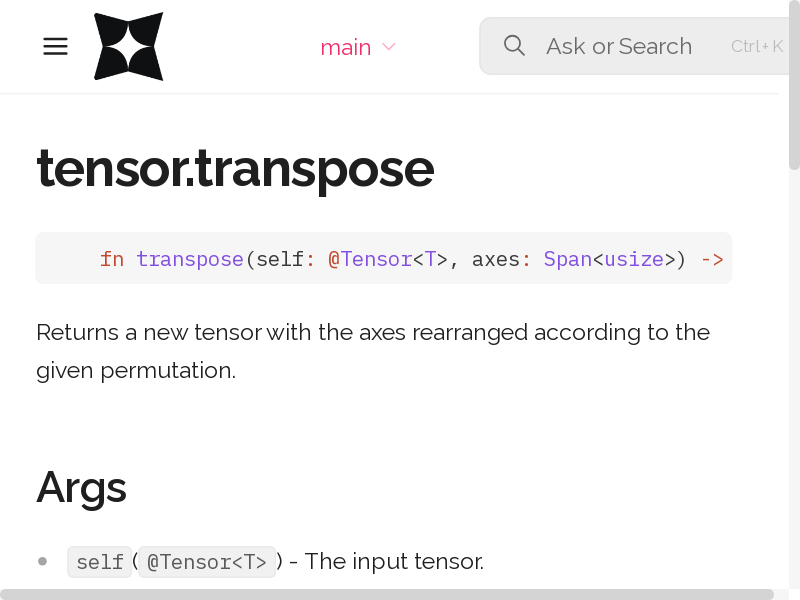 main
Ask or Search
Ctrl+K
tensor.transpose
fn transpose(self: @Tensor<T>, axes: Span<usize>) ->
Returns a new tensor with the axes rearranged according to the
given permutation.
Args
self(@Tensor<T>) - The input tensor.